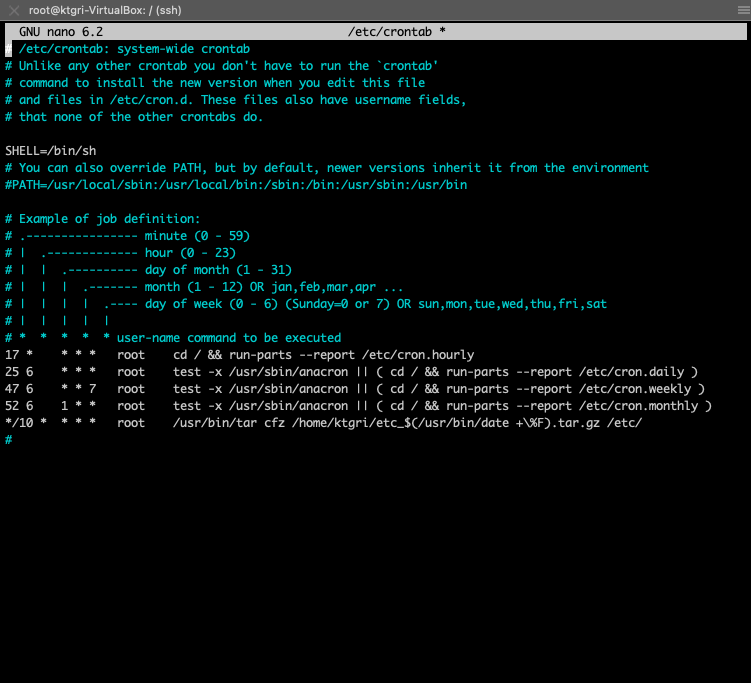 root@ktgri-VirtualBox: / (ssh)
GNU nano 6.2 /etc/crontab *
# /etc/crontab: system-wide crontab
# Unlike any other crontab you don't have to run the `crontab'
# command to install the new version when you edit this file
# and files in /etc/cron.d. These files also have username fields,
# that none of the other crontabs do.

SHELL=/bin/sh
# You can also override PATH, but by default, newer versions inherit it from the environment
#PATH=/usr/local/sbin:/usr/local/bin:/sbin:/bin:/usr/sbin:/usr/bin

# Example of job definition:
# .---------------- minute (0 - 59)
# |  .------------- hour (0 - 23)
# |  |  .---------- day of month (1 - 31)
# |  |  |  .------- month (1 - 12) OR jan,feb,mar,apr ...
# |  |  |  |  .---- day of week (0 - 6) (Sunday=0 or 7) OR sun,mon,tue,wed,thu,fri,sat
# |  |  |  |  |
# *  *  *  *  * user-name command to be executed
17 *    * * *   root    cd / && run-parts --report /etc/cron.hourly
25 6    * * *   root    test -x /usr/sbin/anacron || ( cd / && run-parts --report /etc/cron.daily )
47 6    * * 7   root    test -x /usr/sbin/anacron || ( cd / && run-parts --report /etc/cron.weekly )
52 6    1 * *   root    test -x /usr/sbin/anacron || ( cd / && run-parts --report /etc/cron.monthly )
*/10 *  * * *   root    /usr/bin/tar cfz /home/ktgri/etc_$(/usr/bin/date +\%F).tar.gz /etc/
#